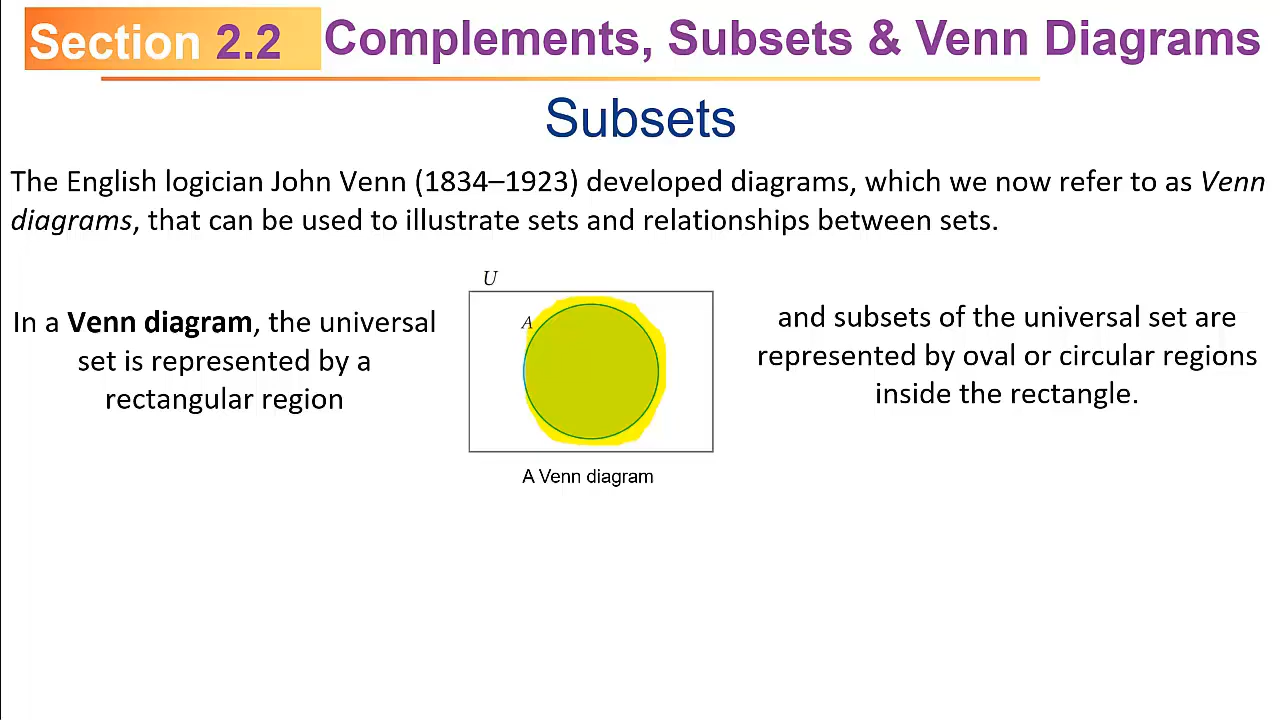 Section 2.2 Complements, Subsets & Venn Diagrams
Subsets
The English logician John Venn (1834–1923) developed diagrams, which we now refer to as Venn
diagrams, that can be used to illustrate sets and relationships between sets.
In a Venn diagram, the universal
set is represented by a
rectangular region
U
A
A Venn diagram
and subsets of the universal set are
represented by oval or circular regions
inside the rectangle.